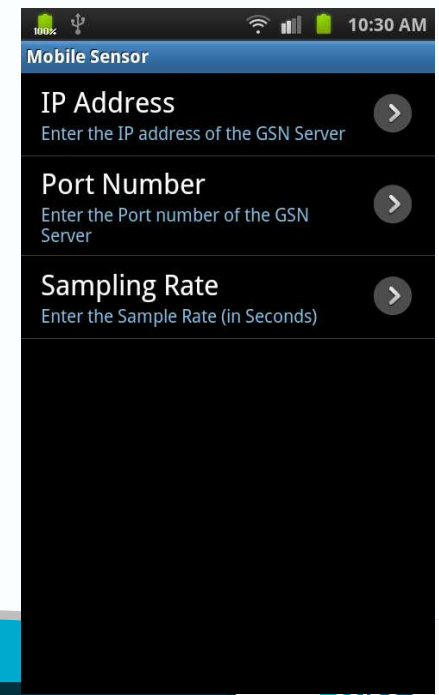 100%
10:30 AM
Mobile Sensor
IP Address
Enter the IP address of the GSN Server
Port Number
Enter the Port number of the GSN
Server
Sampling Rate
Enter the Sample Rate (in Seconds)